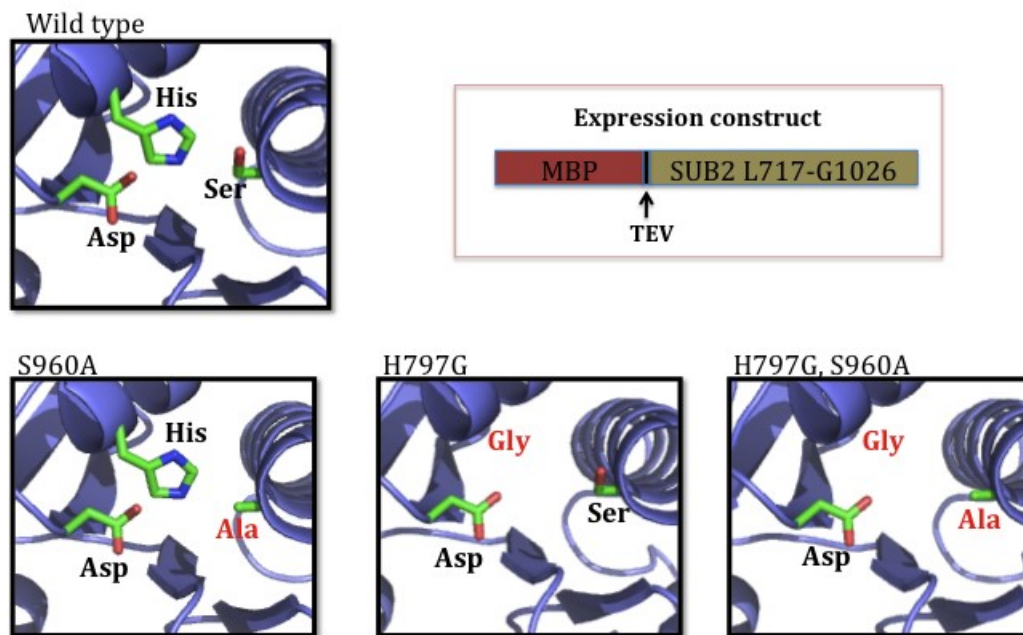 Wild type
His
Ser
Asp
Expression construct
MBP
SUB2 L717-G1026
TEV
S960A
His
Ala
Asp
H797G
Gly
Ser
Asp
H797G, S960A
Gly
Ala
Asp